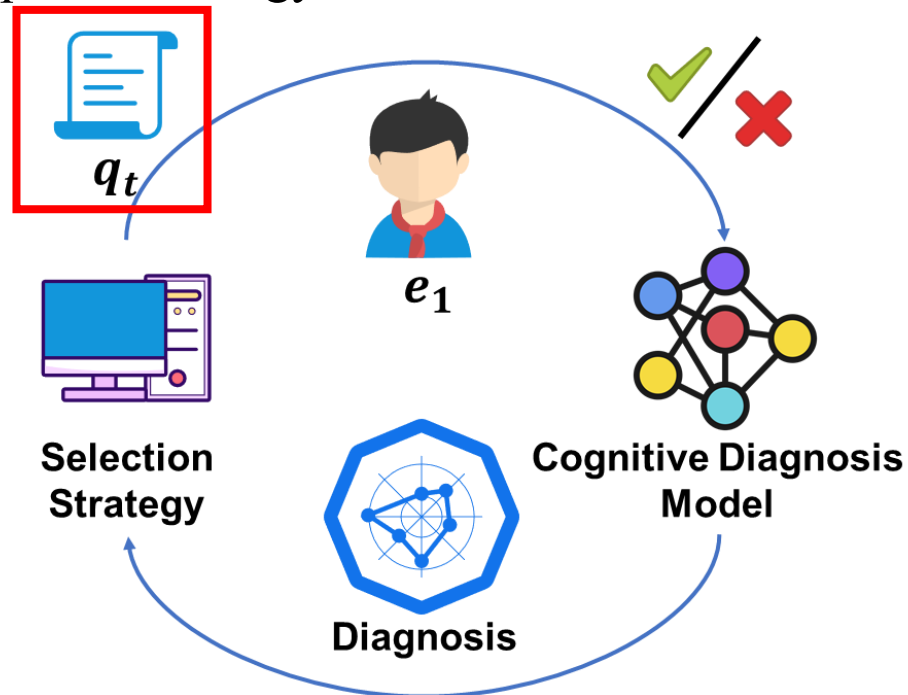 q_t
e_1
Selection
Strategy
Cognitive Diagnosis
Model
Diagnosis